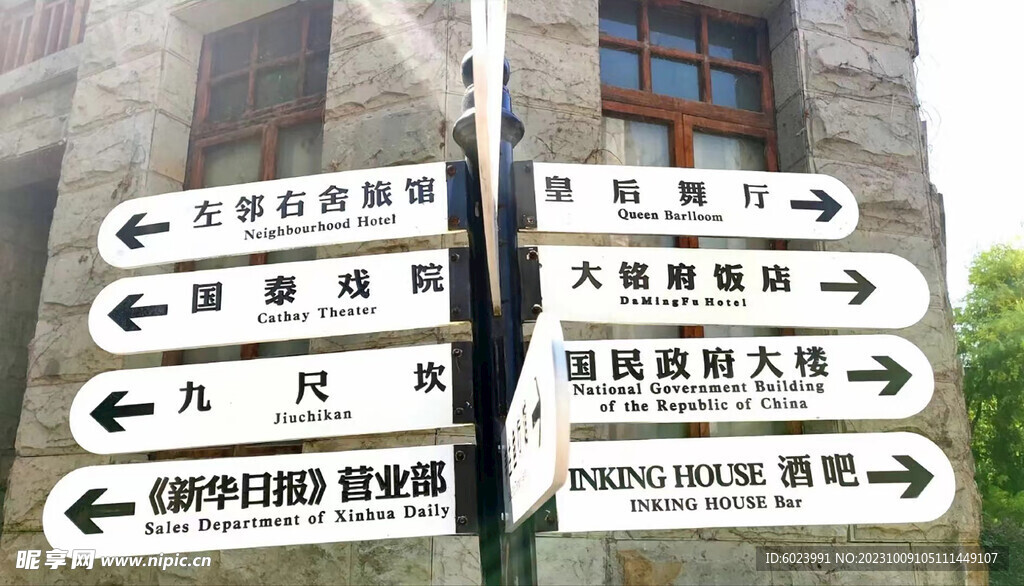 左邻右舍旅馆
Neighbourhood Hotel
国泰戏院
Cathay Theater
九尺坎
Jiuchikan
《新华日报》营业部
Sales Department of Xinhua Daily
皇后舞厅
Queen Barlloom
大铭府饭店
DaMingFu Hotel
国民政府大楼
National Government Building
of the Republic of China
INKING HOUSE 酒吧
INKING HOUSE Bar
昵享网 www.nipic.cn
ID:6023991 NO:20231009105111449107